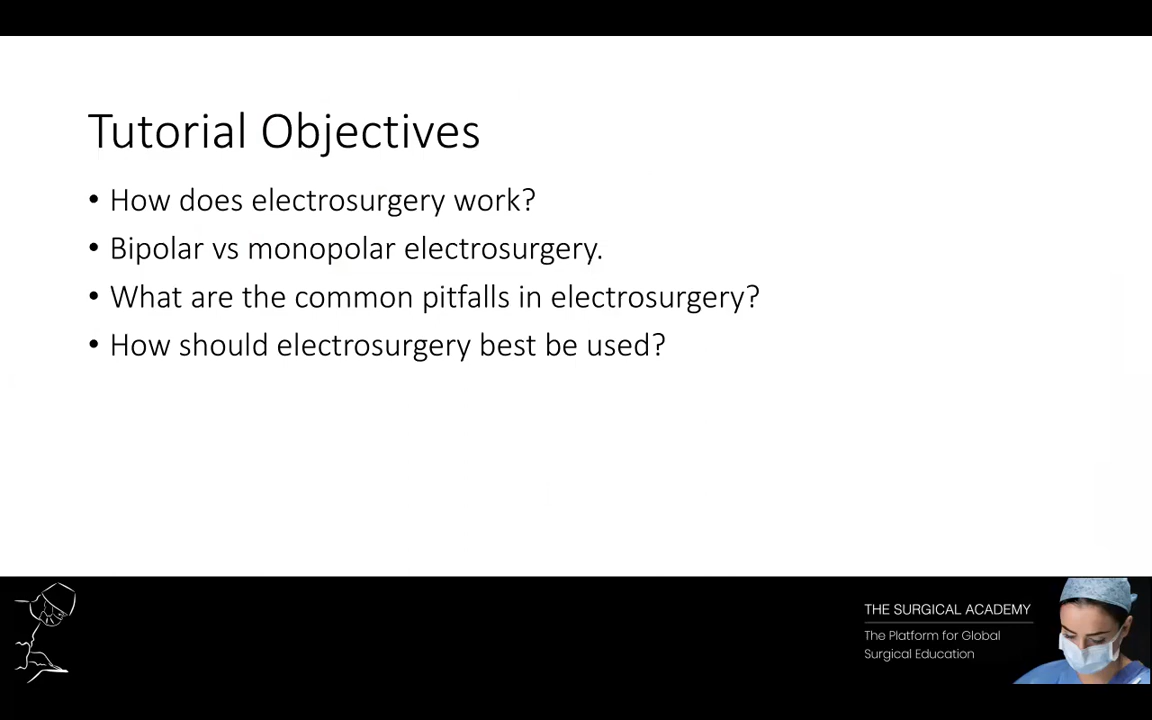 Tutorial Objectives
• How does electrosurgery work?
• Bipolar vs monopolar electrosurgery.
• What are the common pitfalls in electrosurgery?
• How should electrosurgery best be used?
THE SURGICAL ACADEMY
The Platform for Global
Surgical Education